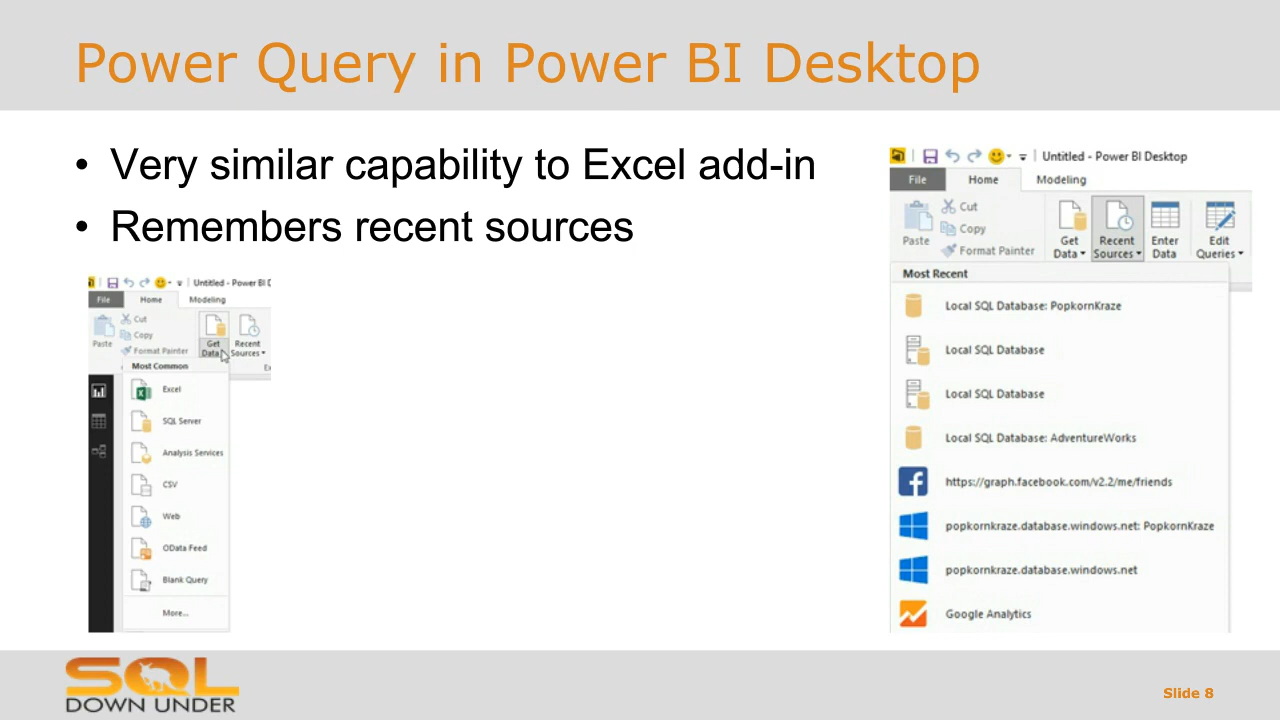 Power Query in Power BI Desktop
• Very similar capability to Excel add-in
• Remembers recent sources
Untitled - Power BI D
File Home Modeling
Paste
Cut
Copy
Format Painter
Get Data
Recent Sources
Most Common
Excel
SQL Server
Analysis Services
CSV
Web
OData Feed
Blank Query
More...
Untitled - Power BI Desktop
File Home Modeling
Paste
Cut
Copy
Format Painter
Get Data
Recent Sources
Enter Data
Edit Queries
Most Recent
Local SQL Database: PopkornKraze
Local SQL Database
Local SQL Database
Local SQL Database: AdventureWorks
https://graph.facebook.com/v2.2/me/friends
popkornkraze.database.windows.net: PopkornKraze
popkornkraze.database.windows.net
Google Analytics
SQL
DOWN UNDER
Slide 8